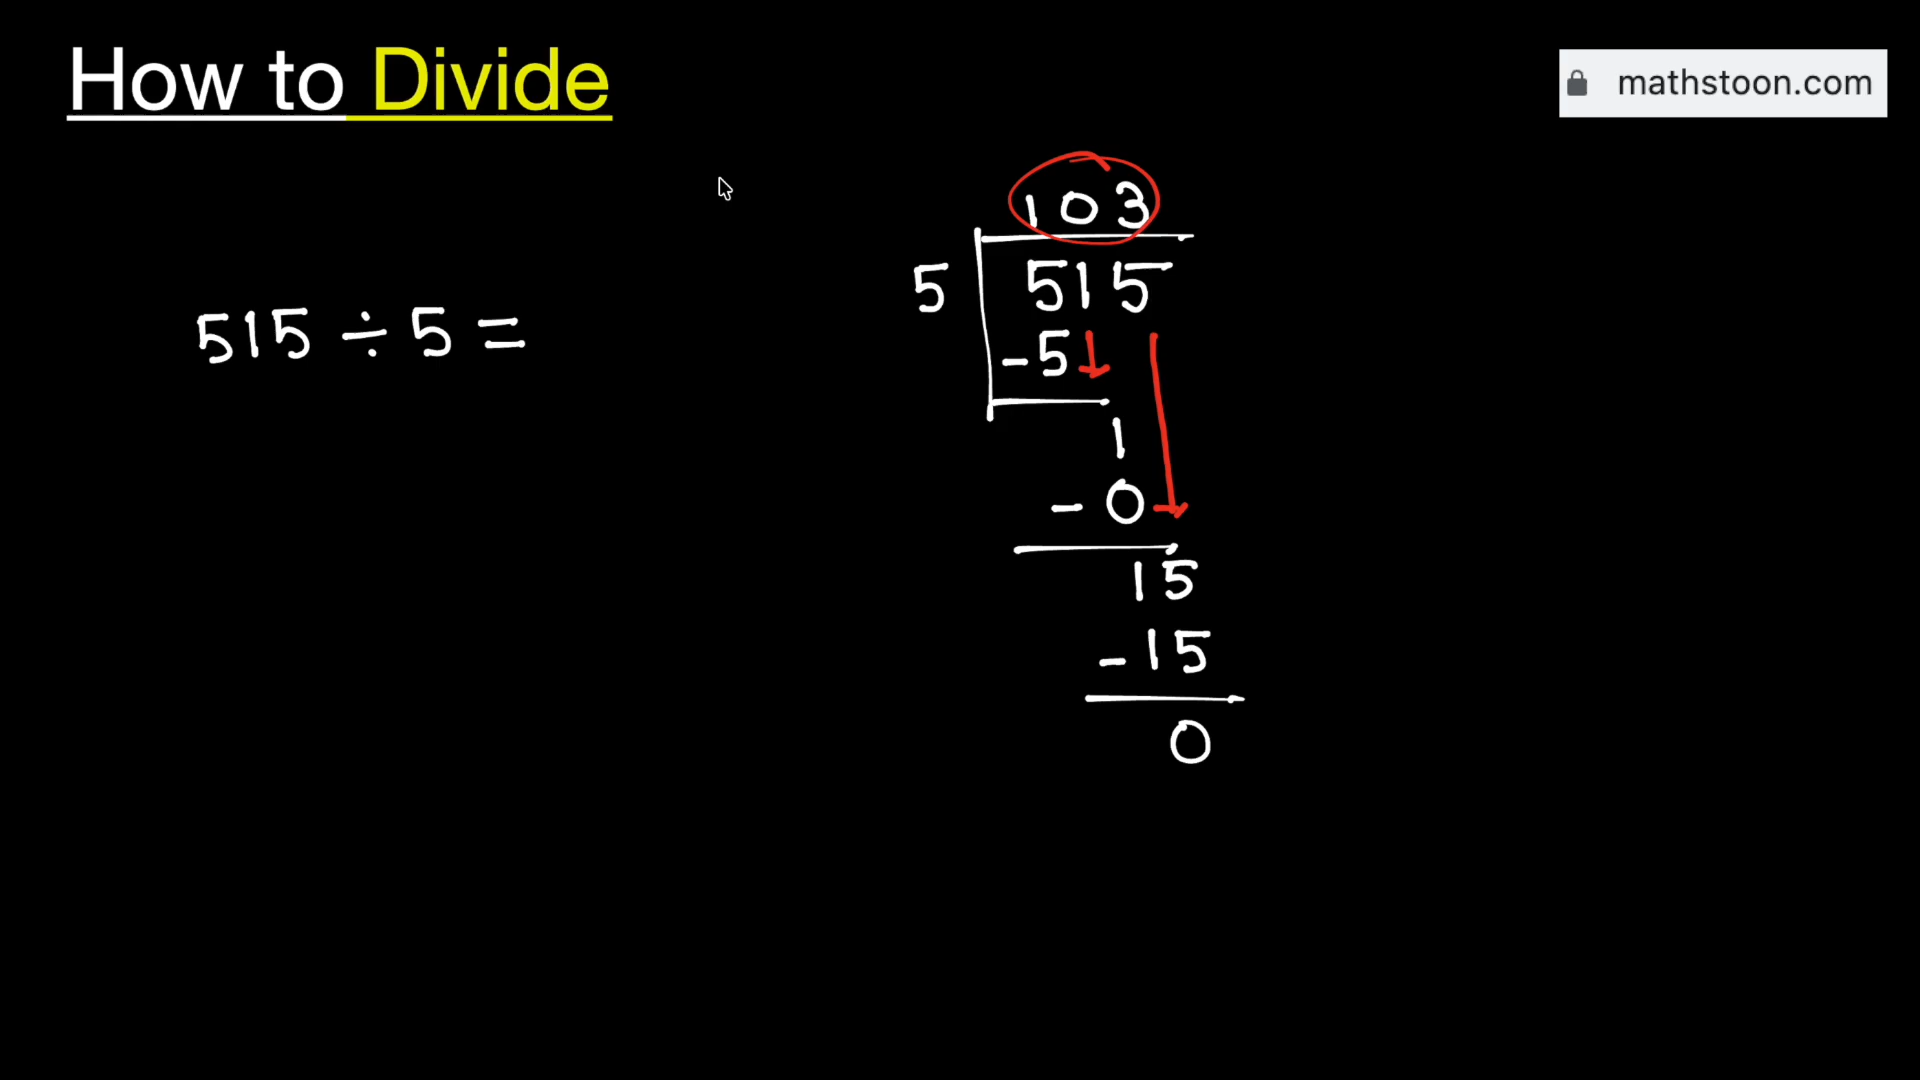 How to Divide
mathstoon.com
515 ÷ 5 =
103
5 515
-5
1
- 0
15
-15
0